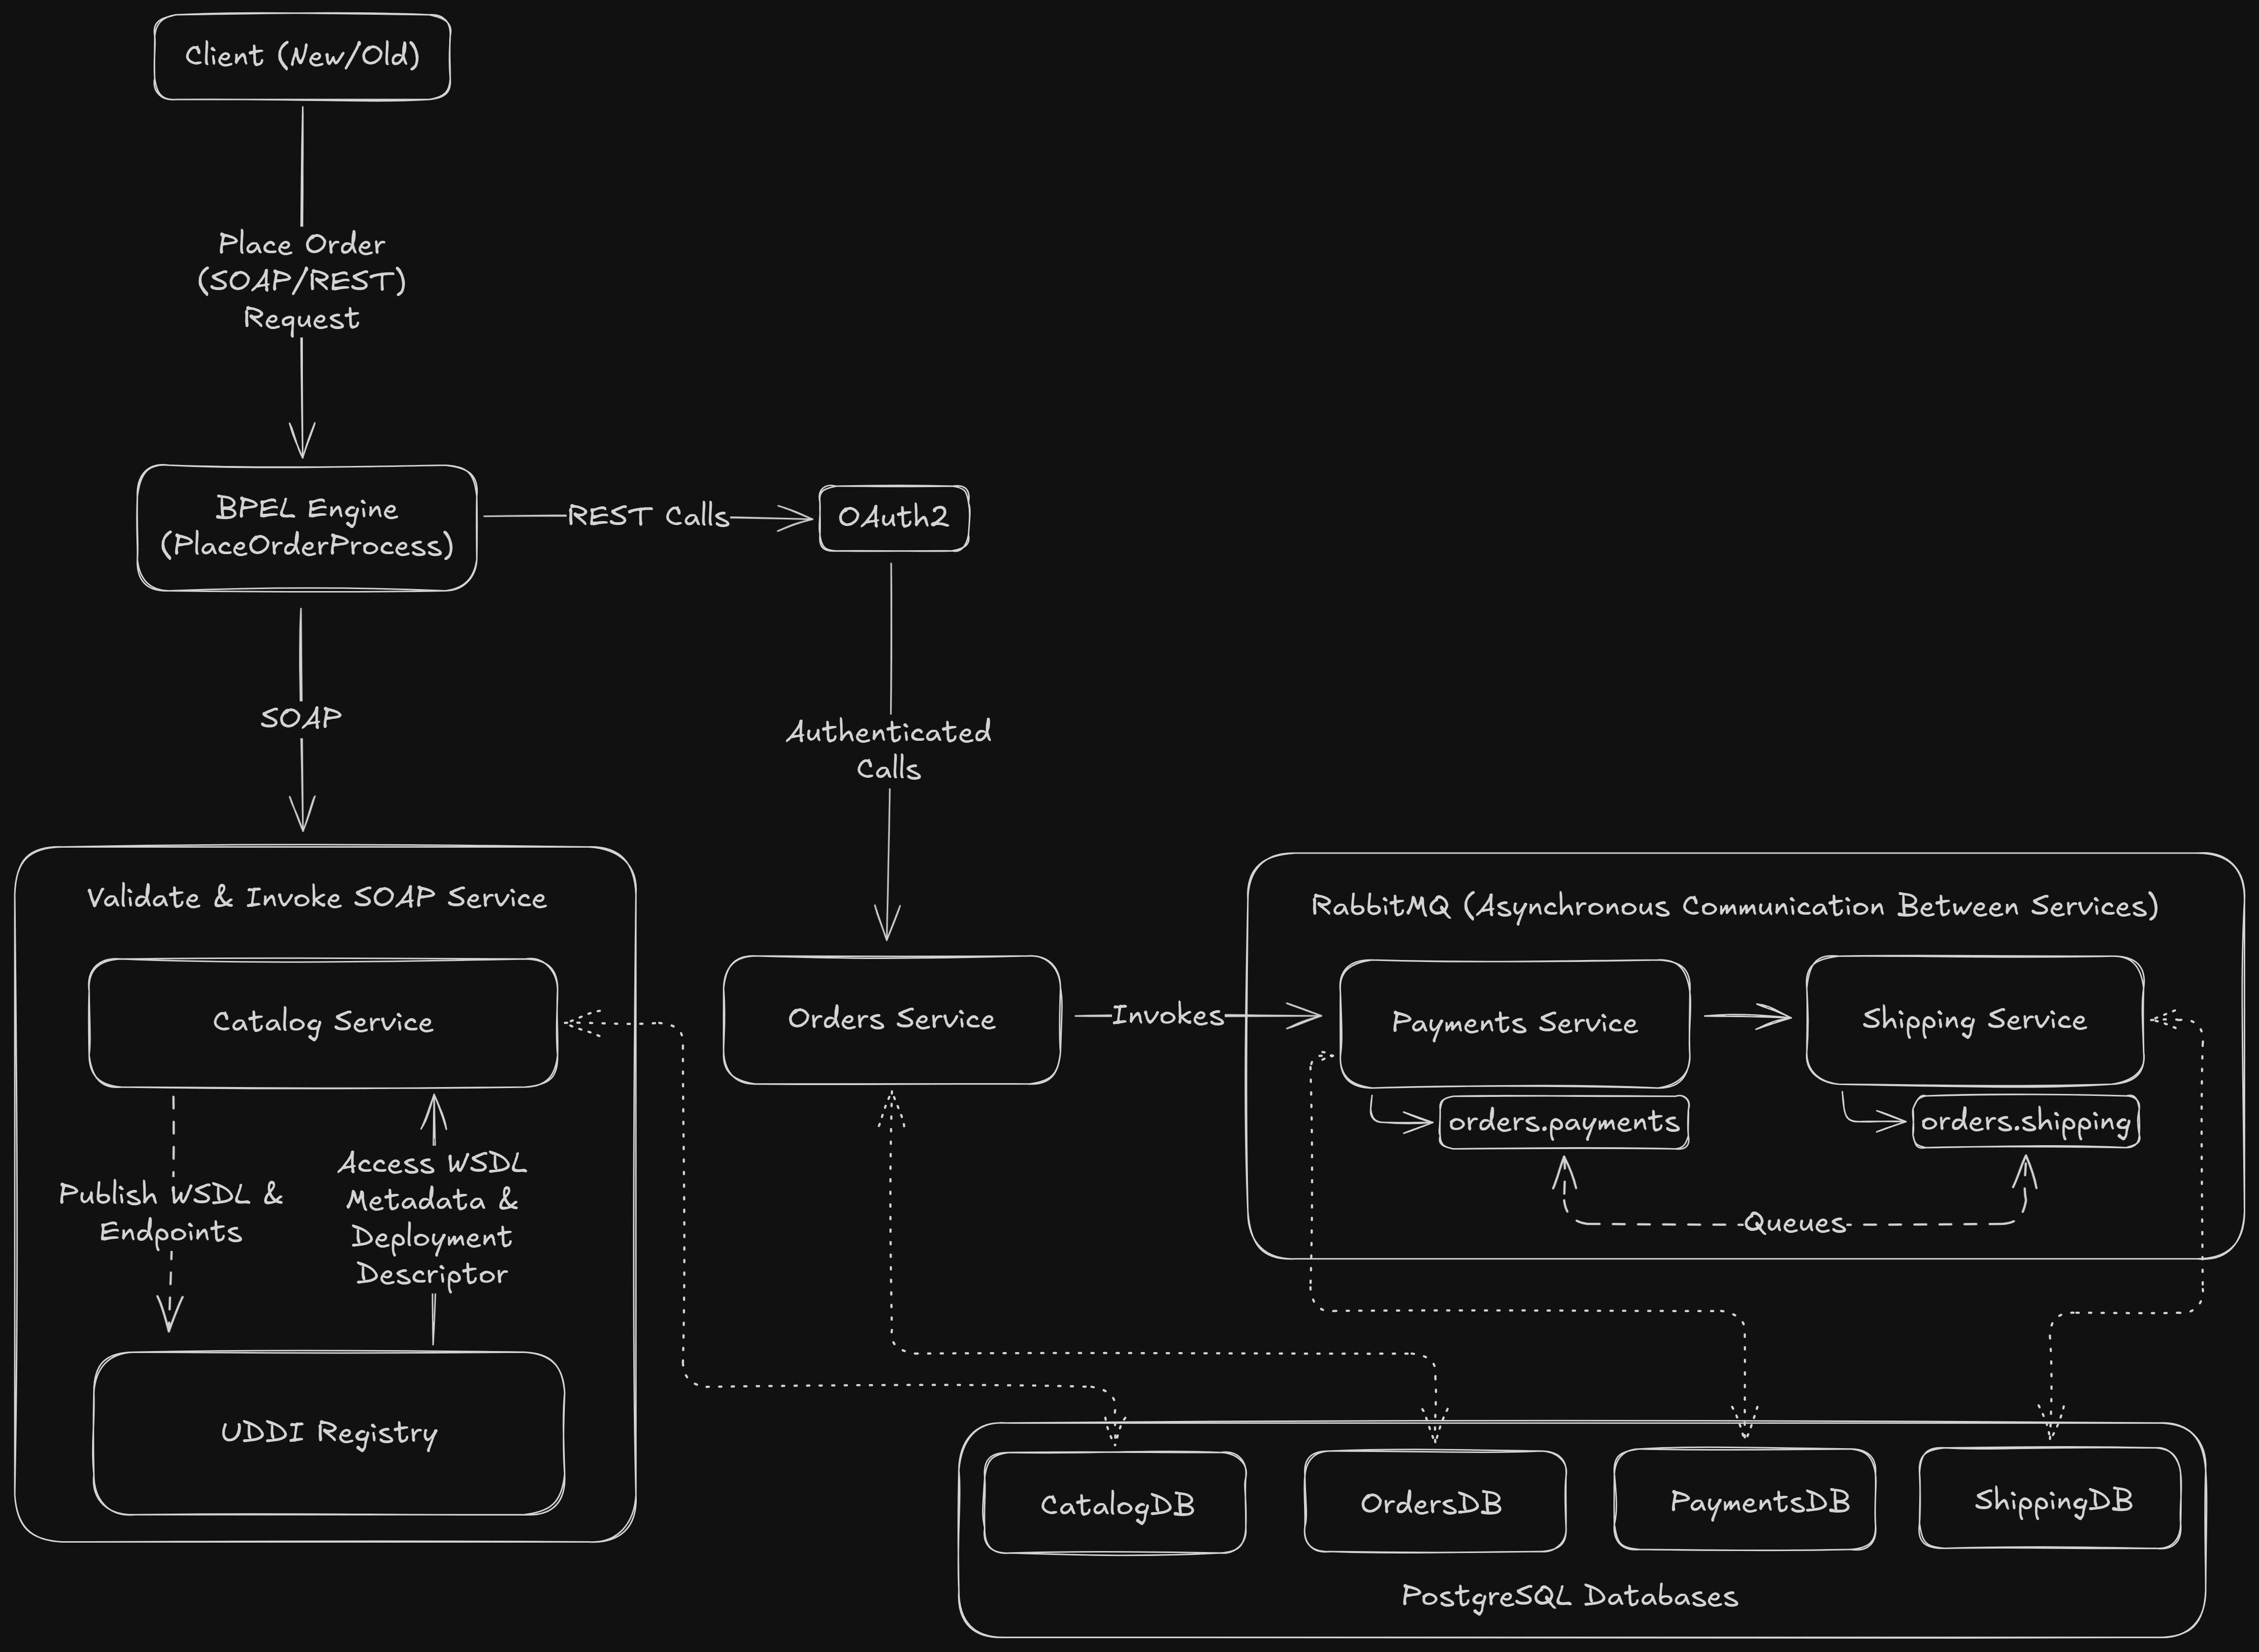 Client (New/Old)
Place Order
(SOAP/REST)
Request
BPEL Engine
(PlaceOrderProcess)
REST Calls
OAuth2
SOAP
Authenticated
Calls
Validate & Invoke SOAP Service
Catalog Service
Publish WSDL &
Endpoints
Access WSDL
Metadata &
Deployment
Descriptor
UDDI Registry
Orders Service
Invokes
RabbitMQ (Asynchronous Communication Between Services)
Payments Service
Shipping Service
orders.payments
orders.shipping
Queues
CatalogDB
OrdersDB
PaymentsDB
ShippingDB
PostgreSQL Databases